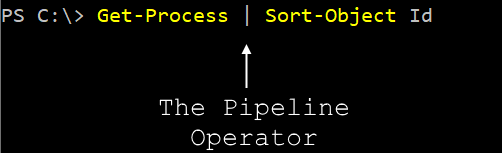 PS C:\> Get-Process | Sort-Object Id
The Pipeline
Operator